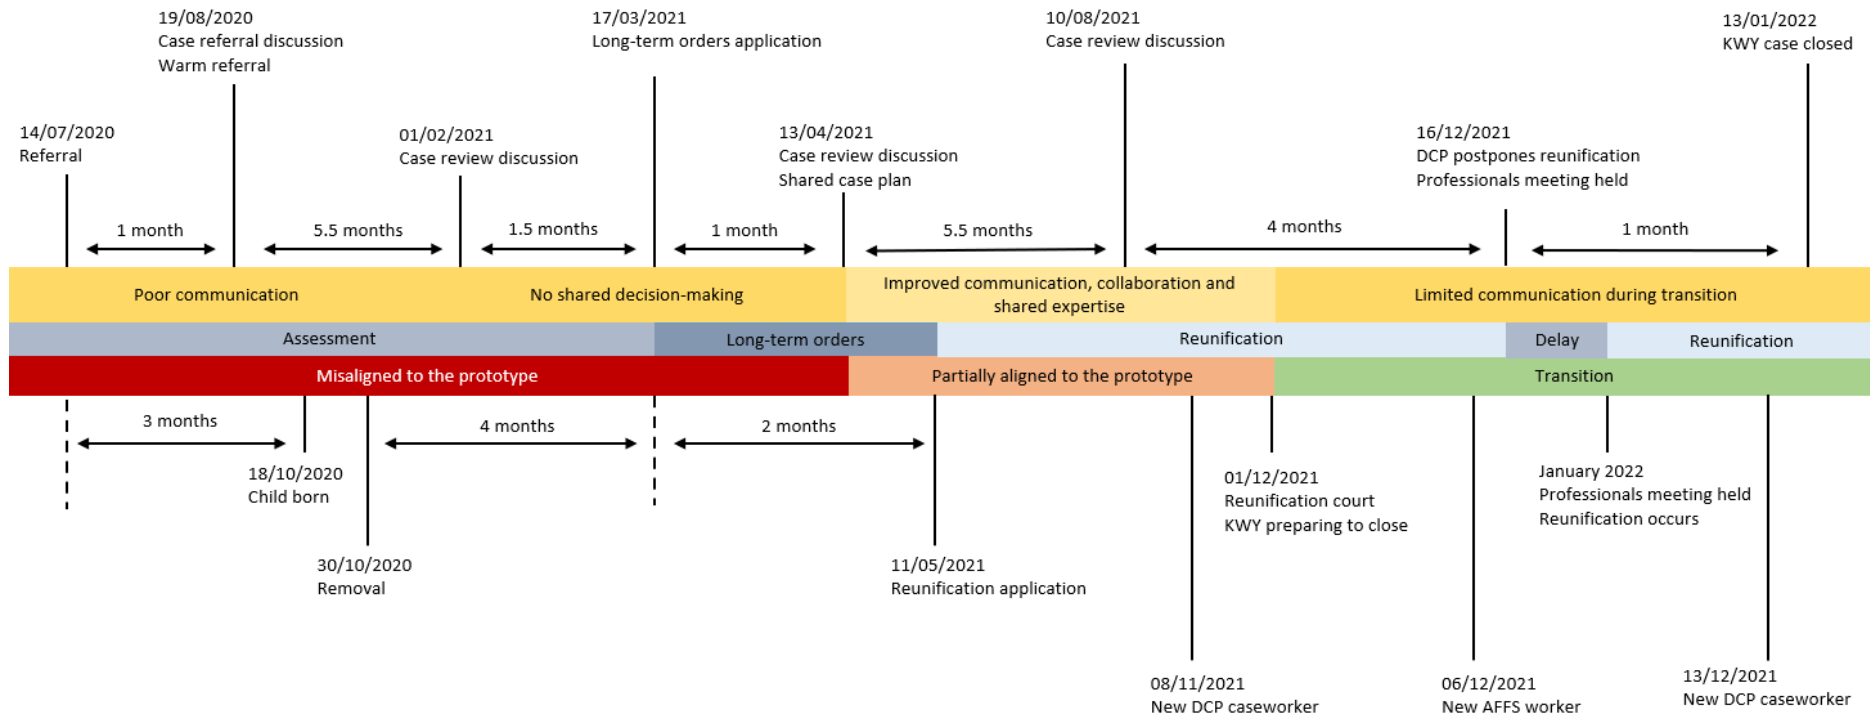 19/08/2020
Case referral discussion
Warm referral
17/03/2021
Long-term orders application
10/08/2021
Case review discussion
13/01/2022
KWY case closed
14/07/2020
Referral
01/02/2021
Case review discussion
13/04/2021
Case review discussion
Shared case plan
16/12/2021
DCP postpones reunification
Professionals meeting held
1 month
5.5 months
1.5 months
1 month
5.5 months
4 months
1 month
Poor communication
No shared decision-making
Improved communication, collaboration and
shared expertise
Limited communication during transition
Assessment
Long-term orders
Reunification
Delay
Reunification
Misaligned to the prototype
Partially aligned to the prototype
Transition
3 months
4 months
2 months
18/10/2020
Child born
30/10/2020
Removal
11/05/2021
Reunification application
01/12/2021
Reunification court
KWY preparing to close
January 2022
Professionals meeting held
Reunification occurs
08/11/2021
New DCP caseworker
06/12/2021
New AFFS worker
13/12/2021
New DCP caseworker